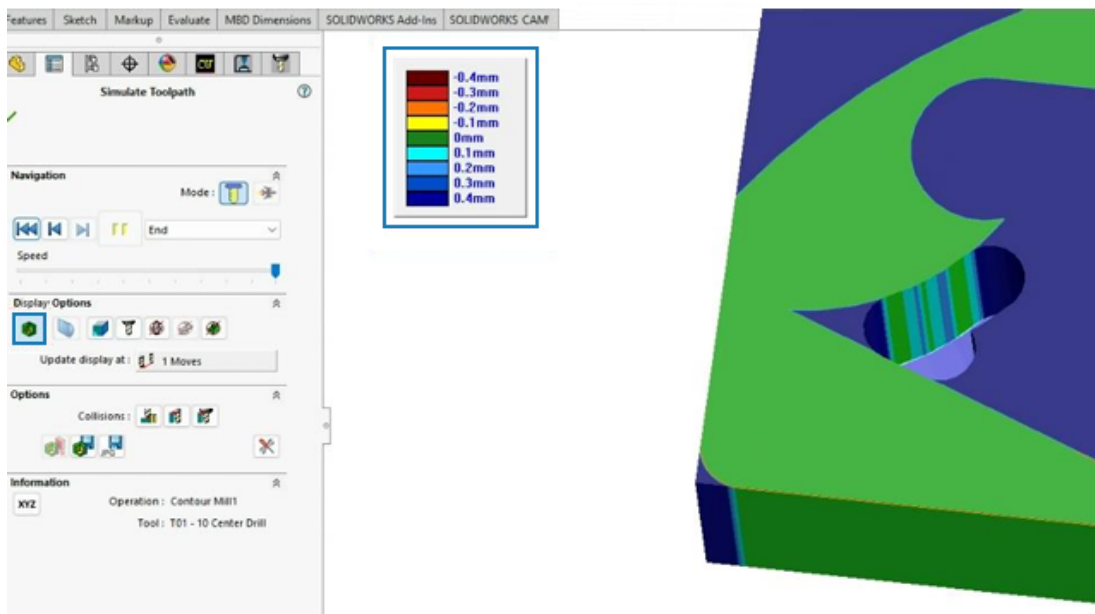 Features Sketch Markup Evaluate MBD Dimensions SOLIDWORKS Add-Ins SOLIDWORKS CAM
Simulate Toolpath
Navigation
Mode :
End
Speed
Display Options
Update display at : 1 Moves
Options
Collisions :
JPG
Information
XYZ Operation : Contour Mill1
Tool : T01 - 10 Center Drill
-0.4mm
-0.3mm
-0.2mm
-0.1mm
0mm
0.1mm
0.2mm
0.3mm
0.4mm